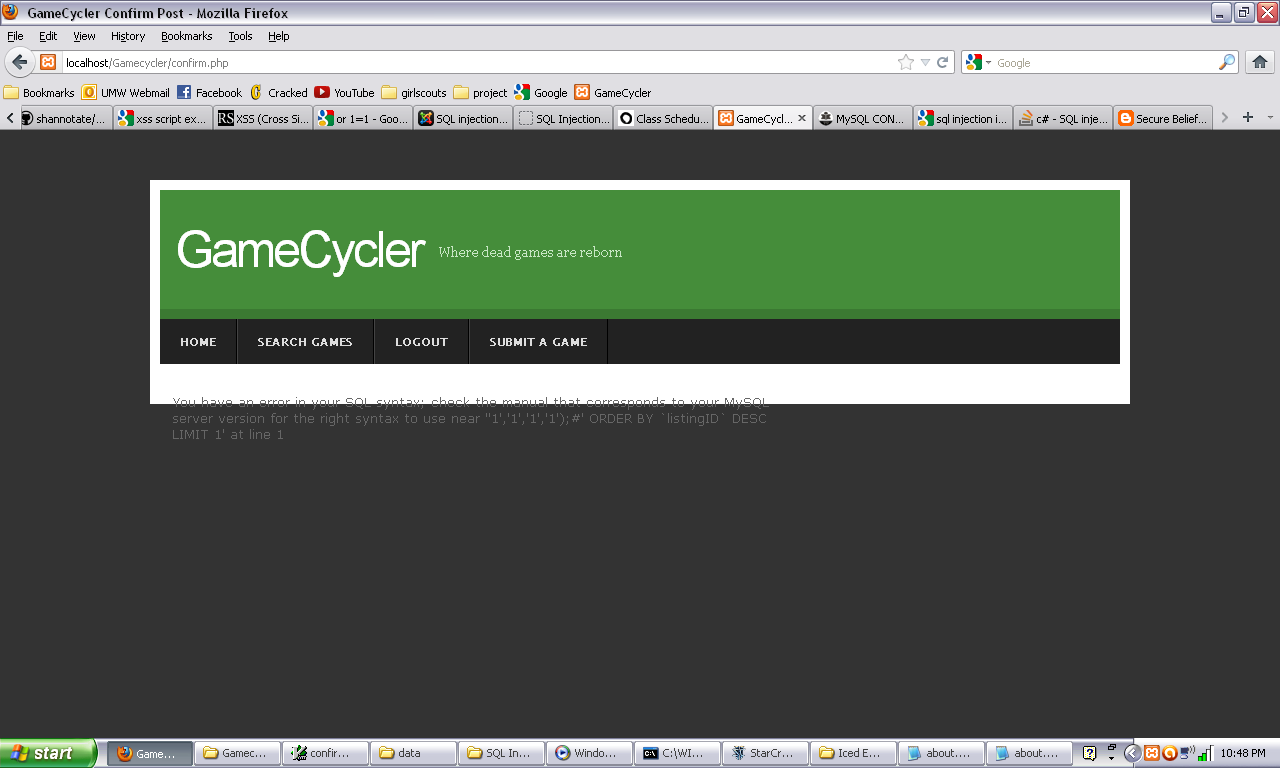 GameCycler Confirm Post - Mozilla Firefox
File Edit View History Bookmarks Tools Help
localhost/Gamecycler/confirm.php
Google
Bookmarks UMW Webmail Facebook Cracked YouTube girlscouts project Google GameCycler
shannotate/... xss script ex... XSS (Cross Si... or 1=1 - Goo... SQL injection... SQL Injection... Class Schedu... GameCycl... MySQL CON... sql injection i... c# - SQL inje... Secure Belief...
GameCycler Where dead games are reborn
HOME SEARCH GAMES LOGOUT SUBMIT A GAME
You have an error in your SQL syntax; check the manual that corresponds to your MySQL
server version for the right syntax to use near ''1','1','1','1');#' ORDER BY `listingID` DESC
LIMIT 1' at line 1
start Game... Gamec... confir... data SQL In... Windo... C:\WI... StarCr... Iced E... about.... about.... 10:48 PM